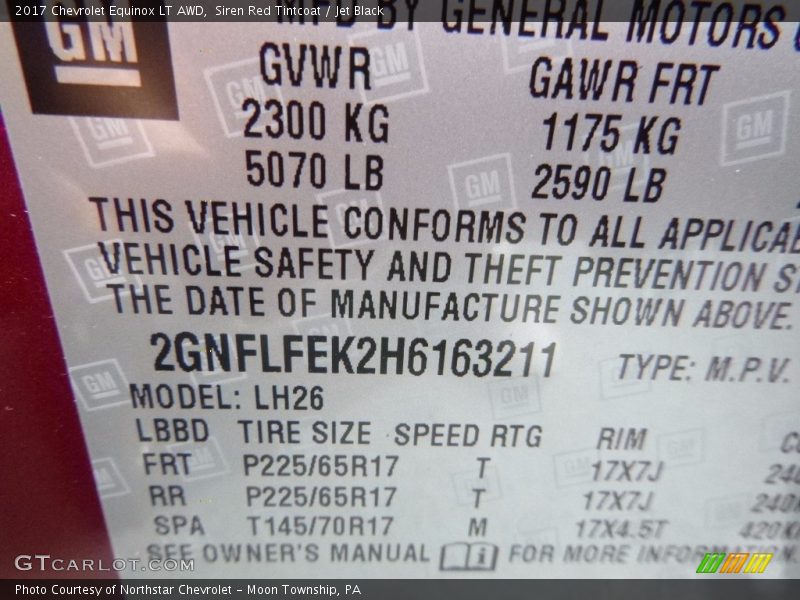 2017 Chevrolet Equinox LT AWD, Siren Red Tintcoat / Jet Black
GM
MFD BY GENERAL MOTORS
GVWR GAWR FRT
2300 KG 1175 KG
5070 LB 2590 LB
THIS VEHICLE CONFORMS TO ALL
VEHICLE SAFETY AND THEFT PREVENTION
THE DATE OF MANUFACTURE SHOWN ABOVE.
2GNFLFEK2H6163211 TYPE: M.P.V.
MODEL: LH26
LBBD TIRE SIZE SPEED RTG RIM
FRT P225/65R17 T 17X7J
RR P225/65R17 T 17X7J
SPA T145/70R17 M 17X4.5T
SEE OWNER'S MANUAL FOR MORE
GTCARLOT.COM
Photo Courtesy of Northstar Chevrolet - Moon Township, PA